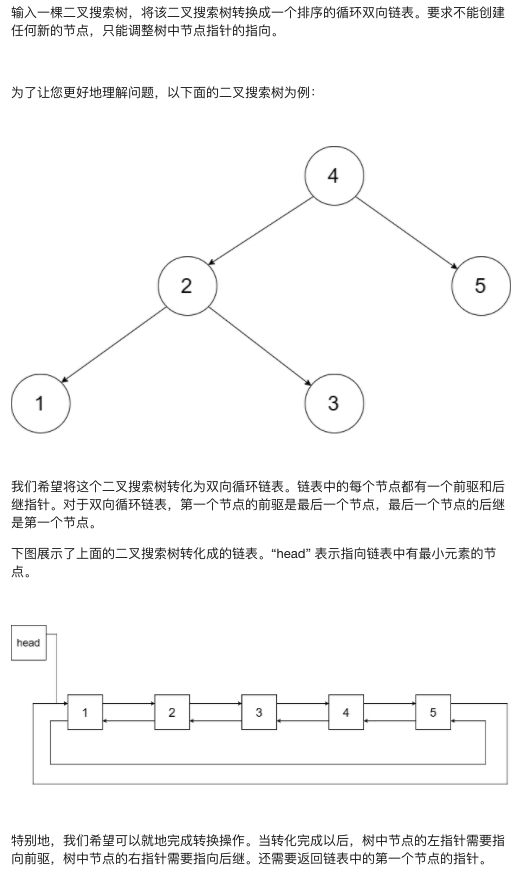 输入一棵二叉搜索树，将该二叉搜索树转换成一个排序的循环双向链表。要求不能创建
任何新的节点，只能调整树中节点指针的指向。
为了让您更好地理解问题，以下面的二叉搜索树为例：
4
2
5
1
3
我们希望将这个二叉搜索树转化为双向循环链表。链表中的每个节点都有一个前驱和后
继指针。对于双向循环链表，第一个节点的前驱是最后一个节点，最后一个节点的后继
是第一个节点。
下图展示了上面的二叉搜索树转化成的链表。“head” 表示指向链表中有最小元素的节
点。
head
1 2 3 4 5
特别地，我们希望可以就地完成转换操作。当转化完成以后，树中节点的左指针需要指
向前驱，树中节点的右指针需要指向后继。还需要返回链表中的第一个节点的指针。